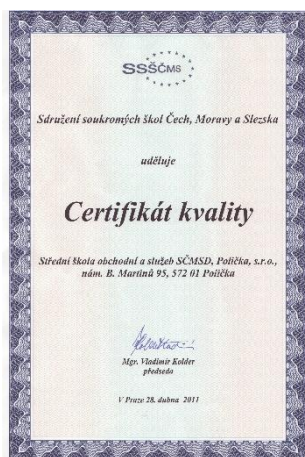 SSŠČMS
Sdružení soukromých škol Čech, Moravy a Slezska
uděluje
Certifikát kvality
Střední škola obchodní a služeb SČMSD, Polička, s.r.o.,
nám. B. Martinů 95, 572 01 Polička
Mgr. Vladimír Kolder
předseda
V Praze 28. dubna 2011